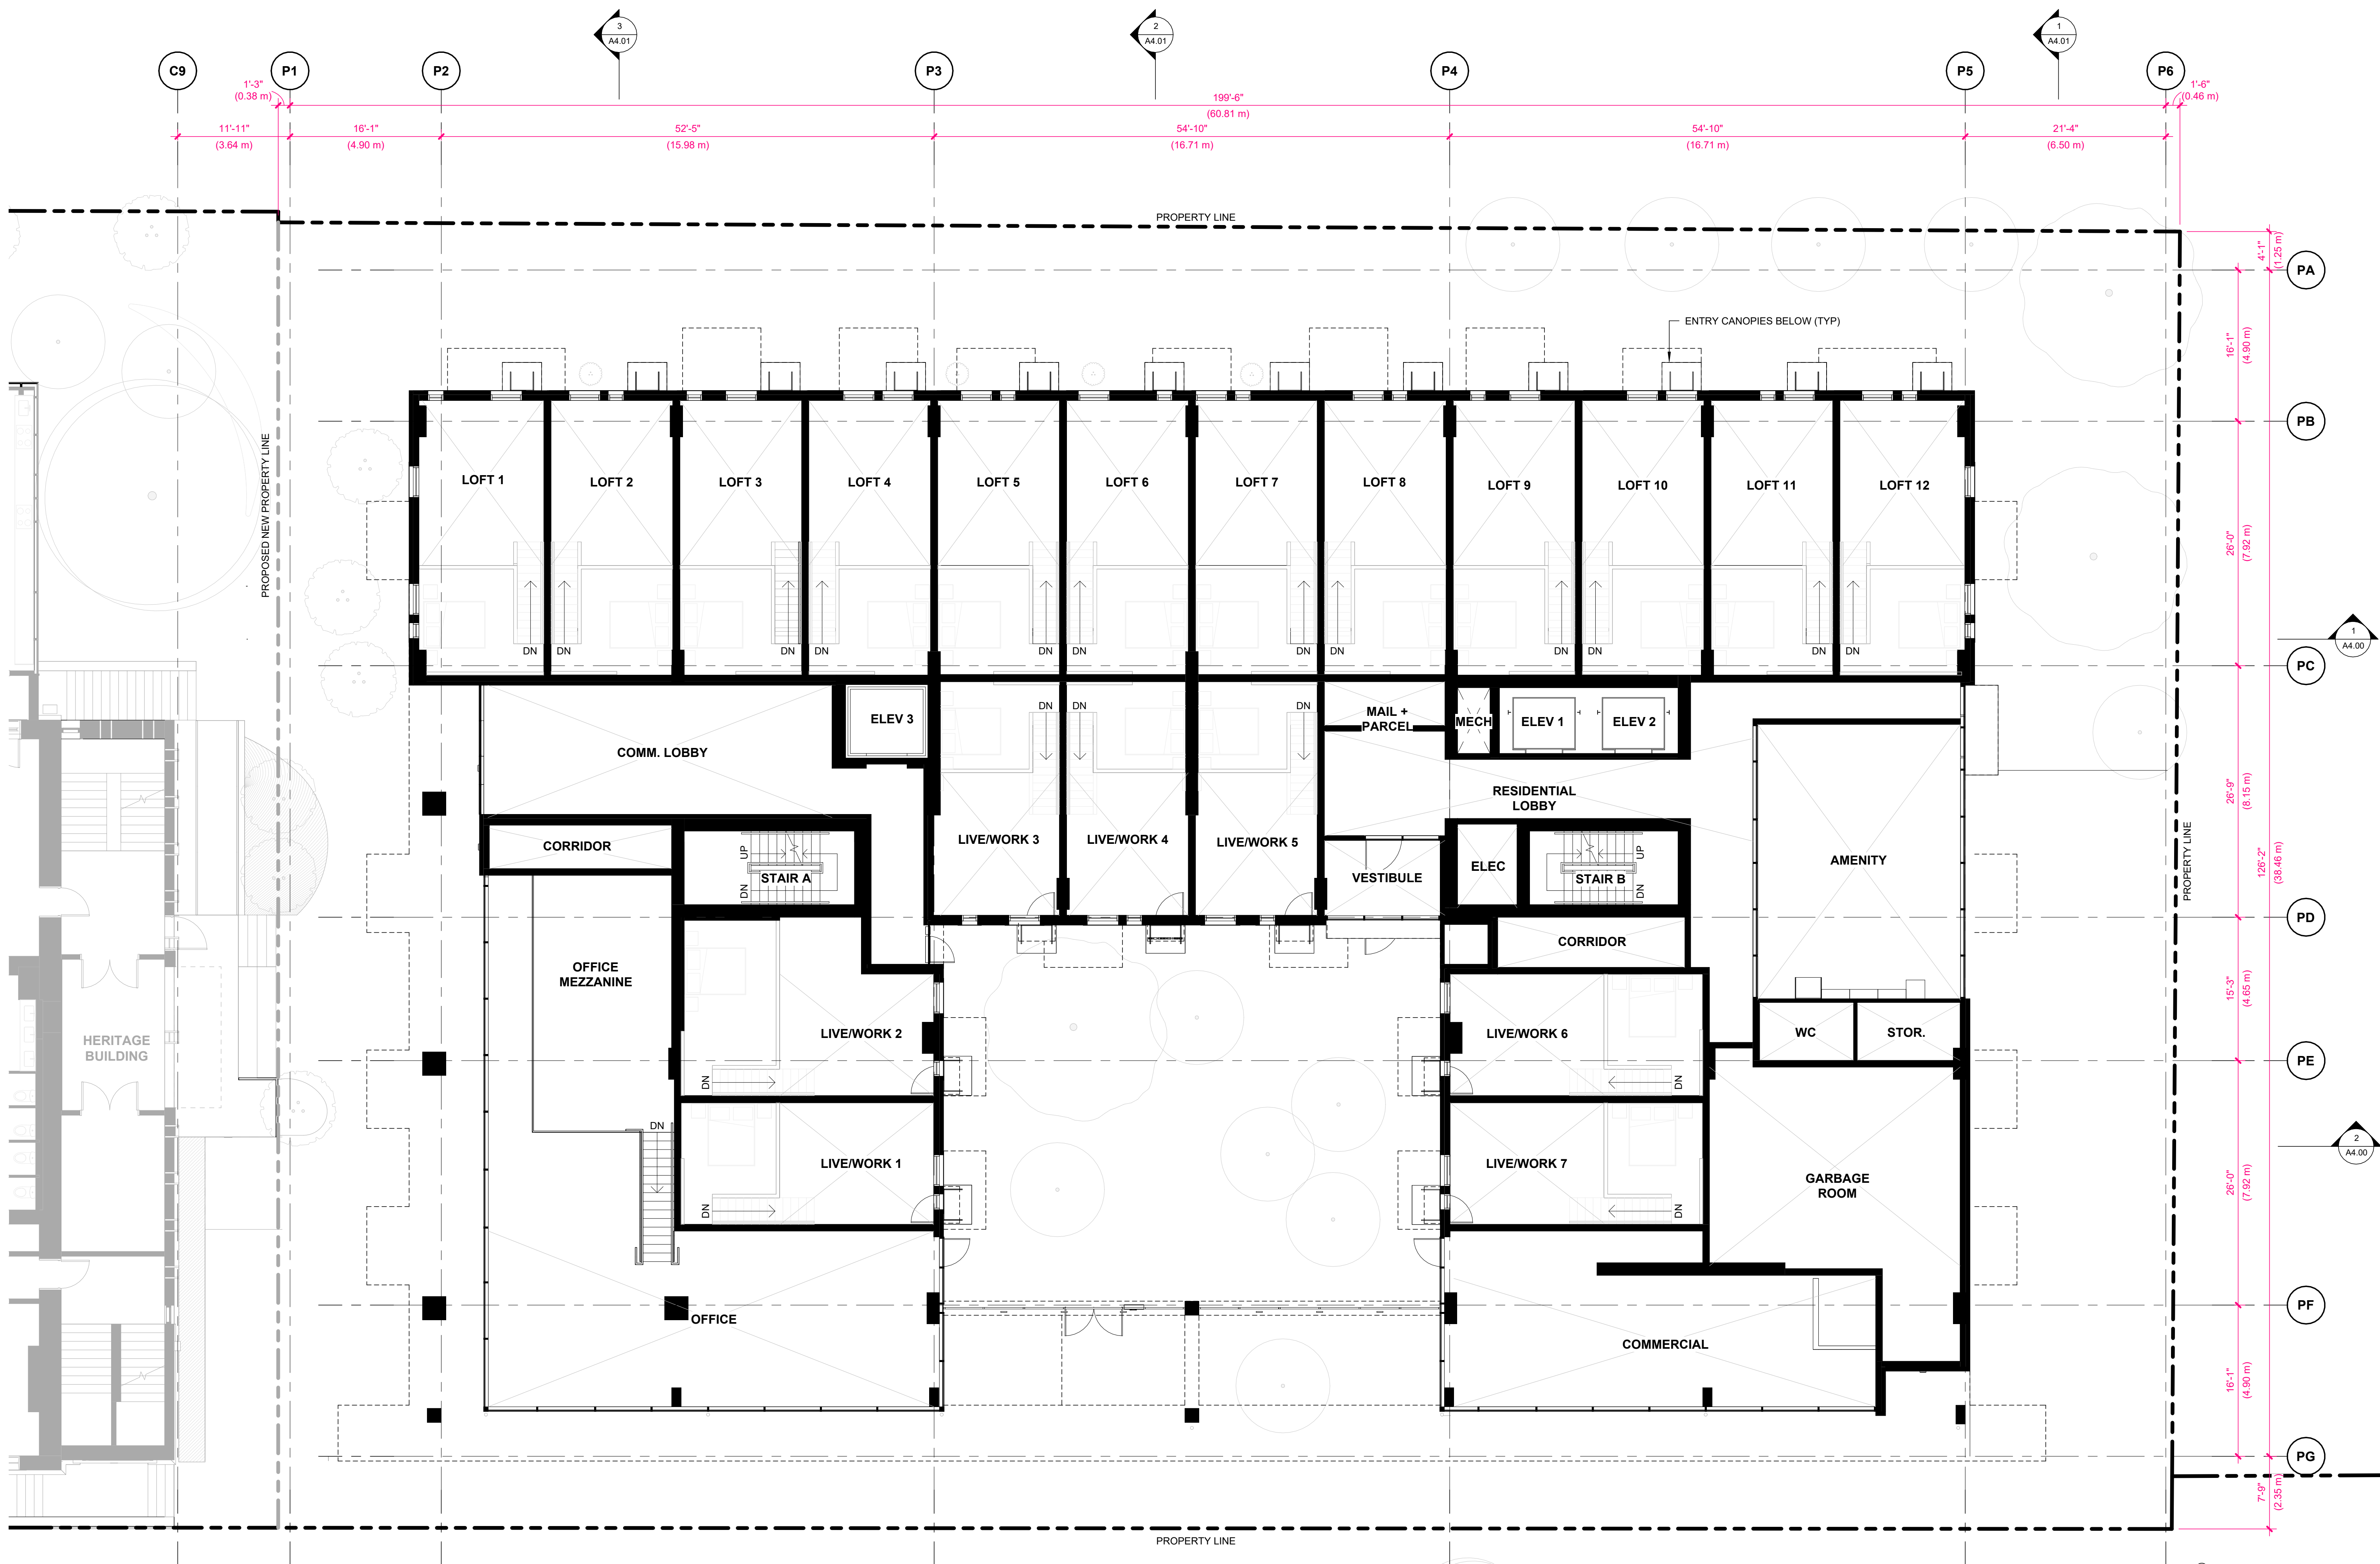 3
A4.01
2
A4.01
1
A4.01
C9
P1
P2
P3
P4
P5
P6
1'-3"
(0.38 m)
199'-6"
(60.81 m)
1'-6"
(0.46 m)
11'-11"
(3.64 m)
16'-1"
(4.90 m)
52'-5"
(15.98 m)
54'-10"
(16.71 m)
54'-10"
(16.71 m)
21'-4"
(6.50 m)
PROPERTY LINE
4'-1"
(1.25 m)
PA
ENTRY CANOPIES BELOW (TYP)
16'-1"
(4.90 m)
PB
PROPOSED NEW PROPERTY LINE
LOFT 1
LOFT 2
LOFT 3
LOFT 4
LOFT 5
LOFT 6
LOFT 7
LOFT 8
LOFT 9
LOFT 10
LOFT 11
LOFT 12
26'-0"
(7.92 m)
DN
DN
DN
DN
DN
DN
DN
DN
DN
DN
DN
DN
1
A4.00
PC
COMM. LOBBY
ELEV 3
DN
DN
DN
MAIL +
PARCEL
MECH
ELEV 1
ELEV 2
RESIDENTIAL
LOBBY
26'-9"
(8.15 m)
PROPERTY LINE
126'-2"
(38.46 m)
CORRIDOR
UP
DN
STAIR A
LIVE/WORK 3
LIVE/WORK 4
LIVE/WORK 5
VESTIBULE
ELEC
UP
DN
STAIR B
AMENITY
PD
OFFICE
MEZZANINE
CORRIDOR
15'-3"
(4.65 m)
HERITAGE
BUILDING
LIVE/WORK 2
LIVE/WORK 6
WC
STOR.
DN
DN
PE
DN
LIVE/WORK 1
LIVE/WORK 7
DN
DN
GARBAGE
ROOM
2
A4.00
26'-0"
(7.92 m)
PF
OFFICE
COMMERCIAL
16'-1"
(4.90 m)
PG
7'-9"
(2.35 m)
PROPERTY LINE